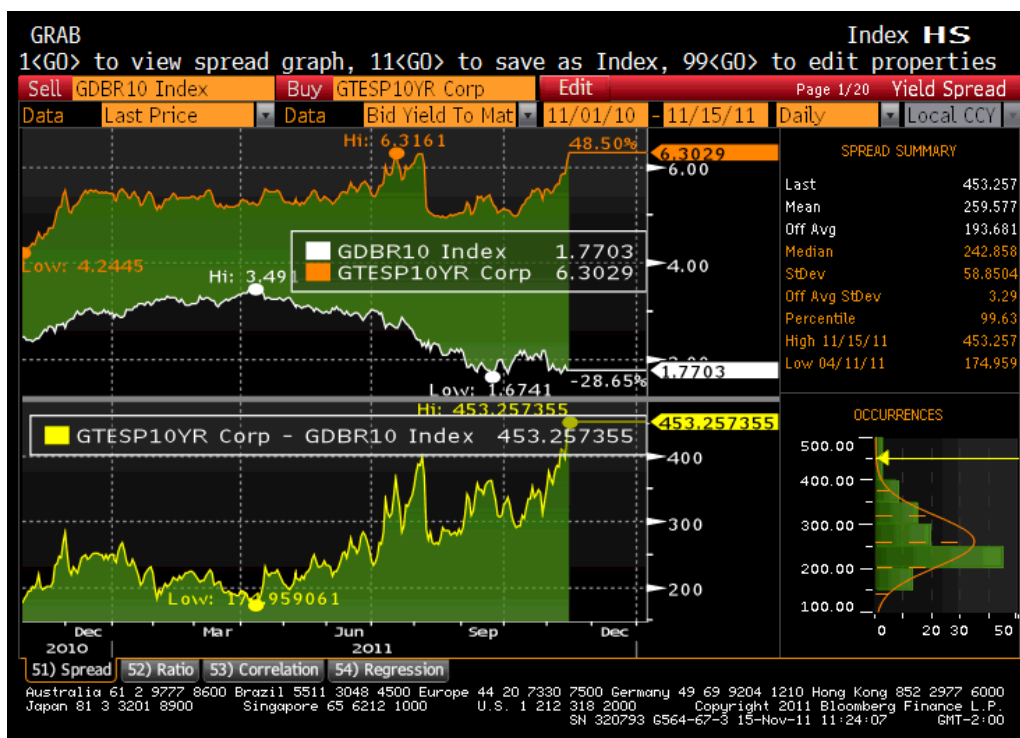 GRAB Index HS
1<GO> to view spread graph, 11<GO> to save as Index, 99<GO> to edit properties
Sell GDBR10 Index Buy GTESP10YR Corp Edit Page 1/20 Yield Spread
Data Last Price Data Bid Yield To Mat 11/01/10 - 11/15/11 Daily Local CCY
Hi: 6.3161 48.50%
6.3029
6.00
Low: 4.2445
Hi: 3.491
GDBR10 Index 1.7703
GTESP10YR Corp 6.3029
4.00
1.7703
Low: 1.6741 -28.65%
SPREAD SUMMARY
Last 453.257
Mean 259.577
Off Avg 193.681
Median 242.858
StDev 58.8504
Off Avg StDev 3.29
Percentile 99.63
High 11/15/11 453.257
Low 04/11/11 174.959
Hi: 453.257355
453.257355
GTESP10YR Corp - GDBR10 Index 453.257355
400
300
200
Dec Mar Jun Sep Dec
2010 2011
OCCURRENCES
500.00
400.00
300.00
200.00
100.00
0 20 30 50
51) Spread 52) Ratio 53) Correlation 54) Regression
Australia 61 2 9777 8600 Brazil 5511 3048 4500 Europe 44 20 7330 7500 Germany 49 69 9204 1210 Hong Kong 852 2977 6000
Japan 81 3 3201 8900 Singapore 65 6212 1000 U.S. 1 212 318 2000 Copyright 2011 Bloomberg Finance L.P.
SN 320793 G564-67-3 15-Nov-11 11:24:07 GMT-2:00